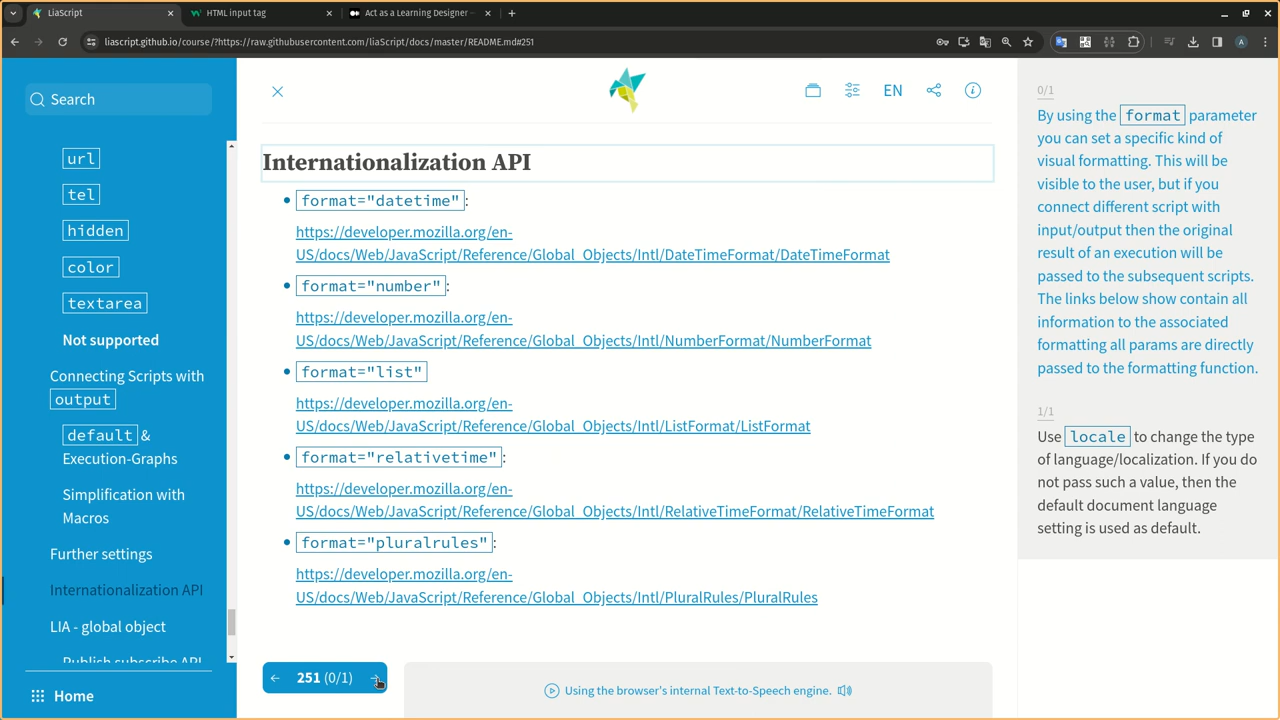 LiaScript
HTML input tag
Act as a Learning Designer
liascript.github.io/course/?https://raw.githubusercontent.com/liaScript/docs/master/README.md#251
A
Search
url
tel
hidden
color
textarea
Not supported
Connecting Scripts with
output
default &
Execution-Graphs
Simplification with
Macros
Further settings
Internationalization API
LIA - global object
Publish subscribe API
Home
EN
Internationalization API
format="datetime":
https://developer.mozilla.org/en-
US/docs/Web/JavaScript/Reference/Global_Objects/Intl/DateTimeFormat/DateTimeFormat
format="number":
https://developer.mozilla.org/en-
US/docs/Web/JavaScript/Reference/Global_Objects/Intl/NumberFormat/NumberFormat
format="list"
https://developer.mozilla.org/en-
US/docs/Web/JavaScript/Reference/Global_Objects/Intl/ListFormat/ListFormat
format="relativetime":
https://developer.mozilla.org/en-
US/docs/Web/JavaScript/Reference/Global_Objects/Intl/RelativeTimeFormat/RelativeTimeFormat
format="pluralrules":
https://developer.mozilla.org/en-
US/docs/Web/JavaScript/Reference/Global_Objects/Intl/PluralRules/PluralRules
251 (0/1)
Using the browser's internal Text-to-Speech engine.
0/1
By using the format parameter
you can set a specific kind of
visual formatting. This will be
visible to the user, but if you
connect different script with
input/output then the original
result of an execution will be
passed to the subsequent scripts.
The links below show contain all
information to the associated
formatting all params are directly
passed to the formatting function.
1/1
Use locale to change the type
of language/localization. If you do
not pass such a value, then the
default document language
setting is used as default.